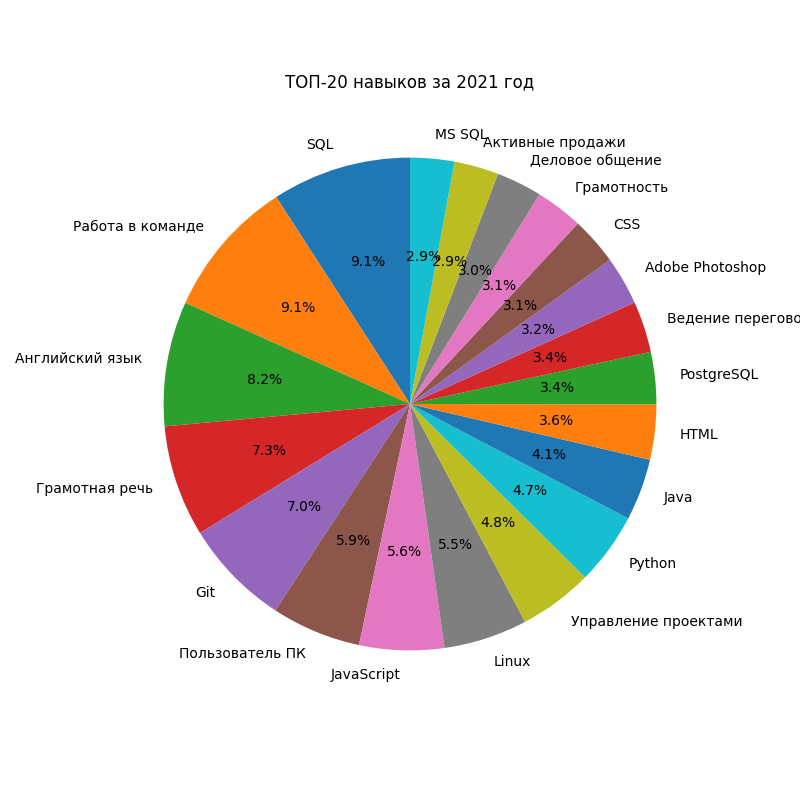 ТОП-20 навыков за 2021 год
SQL
9.1%
Работа в команде
9.1%
Английский язык
8.2%
Грамотная речь
7.3%
Git
7.0%
Пользователь ПК
5.9%
JavaScript
5.6%
Linux
5.5%
Управление проектами
4.8%
Python
4.7%
Java
4.1%
HTML
3.6%
PostgreSQL
3.4%
Ведение перегово
3.4%
Adobe Photoshop
3.2%
CSS
3.1%
Грамотность
3.1%
Деловое общение
3.0%
Активные продажи
2.9%
MS SQL
2.9%